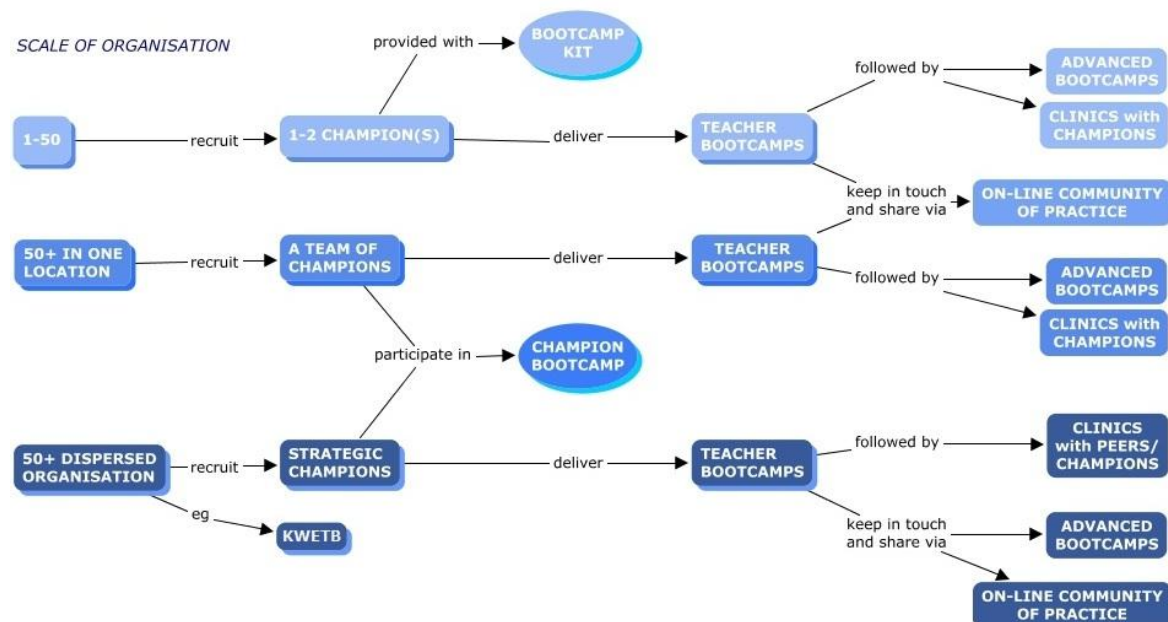 SCALE OF ORGANISATION
provided with
BOOTCAMP
KIT
followed by
ADVANCED
BOOTCAMPS
1-50
recruit
1-2 CHAMPION(S)
deliver
TEACHER
BOOTCAMPS
CLINICS with
CHAMPIONS
keep in touch
and share via
ON-LINE COMMUNITY
OF PRACTICE
50+ IN ONE
LOCATION
recruit
A TEAM OF
CHAMPIONS
deliver
TEACHER
BOOTCAMPS
followed by
ADVANCED
BOOTCAMPS
CLINICS with
CHAMPIONS
participate in
CHAMPION
BOOTCAMP
50+ DISPERSED
ORGANISATION
recruit
STRATEGIC
CHAMPIONS
deliver
TEACHER
BOOTCAMPS
followed by
CLINICS
with PEERS/
CHAMPIONS
eg
KWETB
keep in touch
and share via
ADVANCED
BOOTCAMPS
ON-LINE COMMUNITY
OF PRACTICE